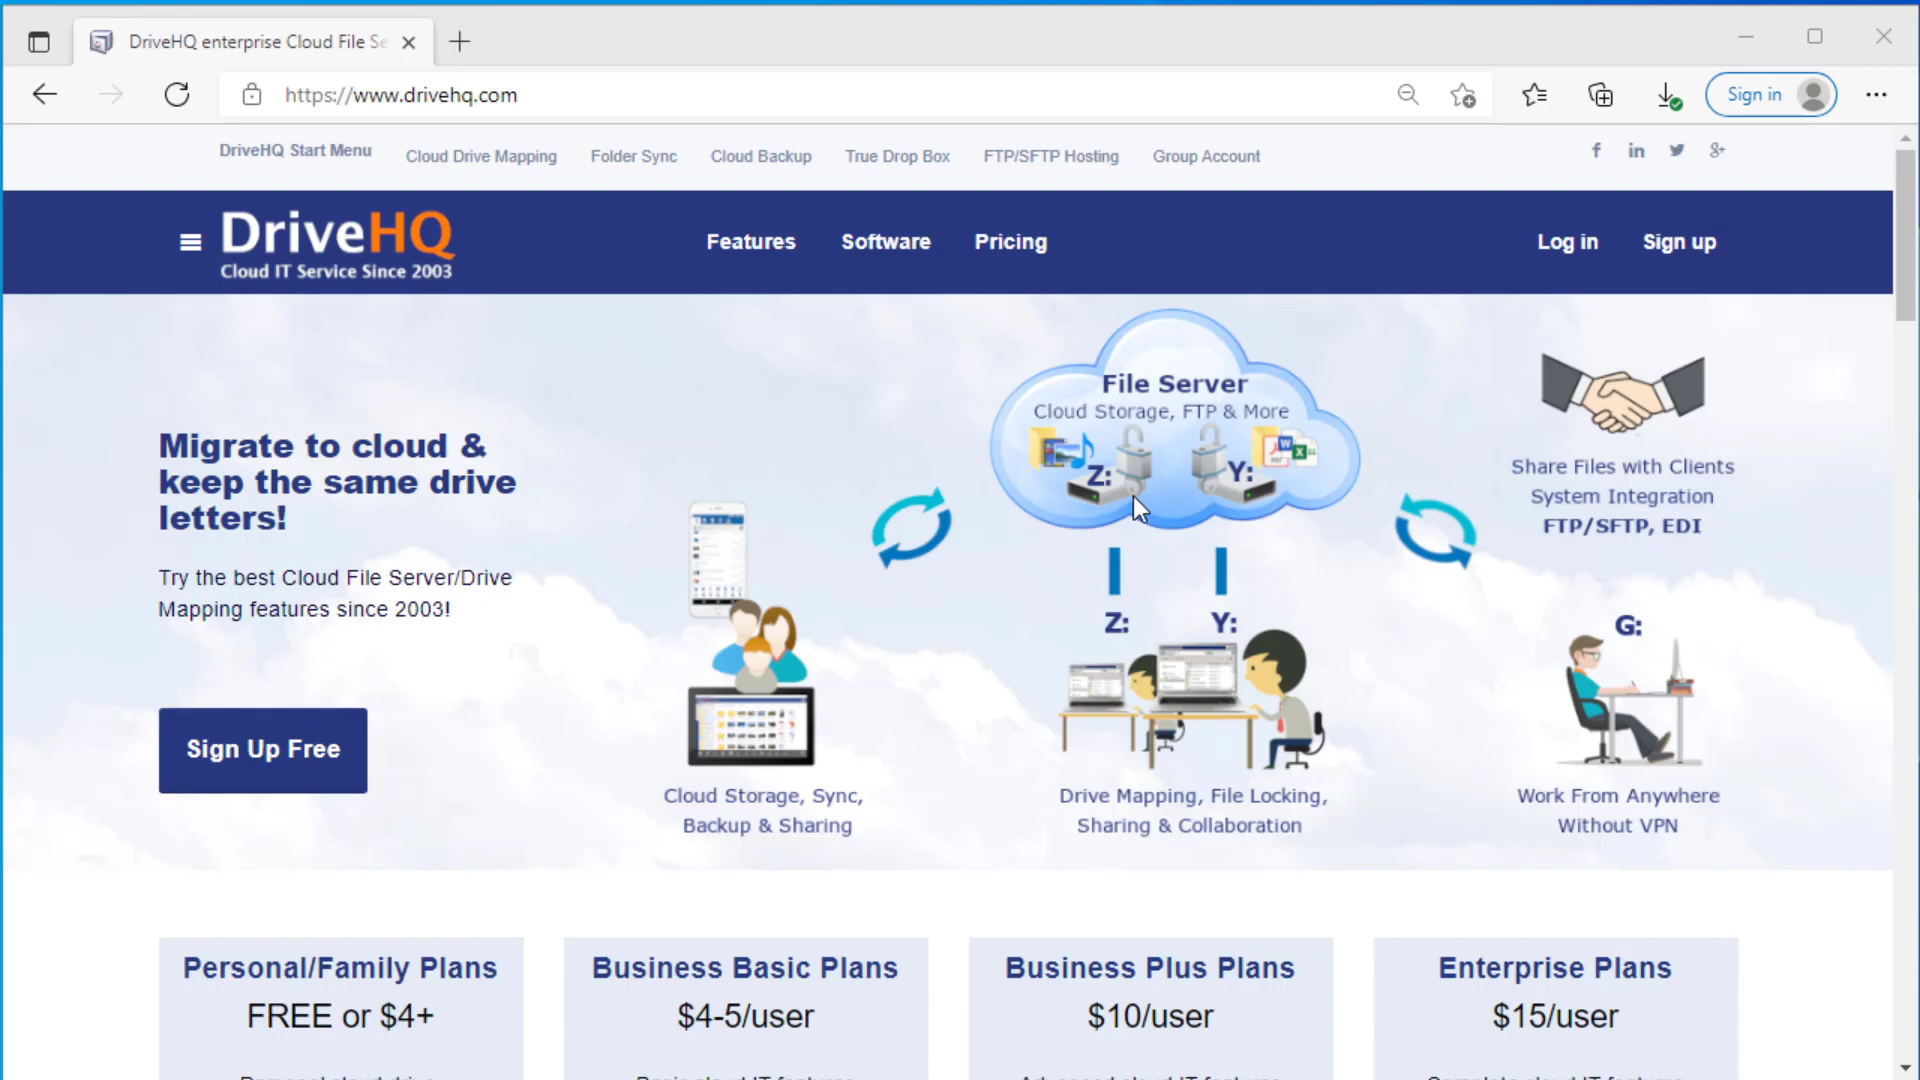 DriveHQ enterprise Cloud File Se
https://www.drivehq.com
Sign in
DriveHQ Start Menu
Cloud Drive Mapping
Folder Sync
Cloud Backup
True Drop Box
FTP/SFTP Hosting
Group Account
DriveHQ
Cloud IT Service Since 2003
Features
Software
Pricing
Log in
Sign up
Migrate to cloud &
keep the same drive
letters!
Try the best Cloud File Server/Drive
Mapping features since 2003!
Sign Up Free
File Server
Cloud Storage, FTP & More
Z:
Y:
Z:
Y:
Share Files with Clients
System Integration
FTP/SFTP, EDI
G:
Cloud Storage, Sync,
Backup & Sharing
Drive Mapping, File Locking,
Sharing & Collaboration
Work From Anywhere
Without VPN
Personal/Family Plans
FREE or $4+
Business Basic Plans
$4-5/user
Business Plus Plans
$10/user
Enterprise Plans
$15/user